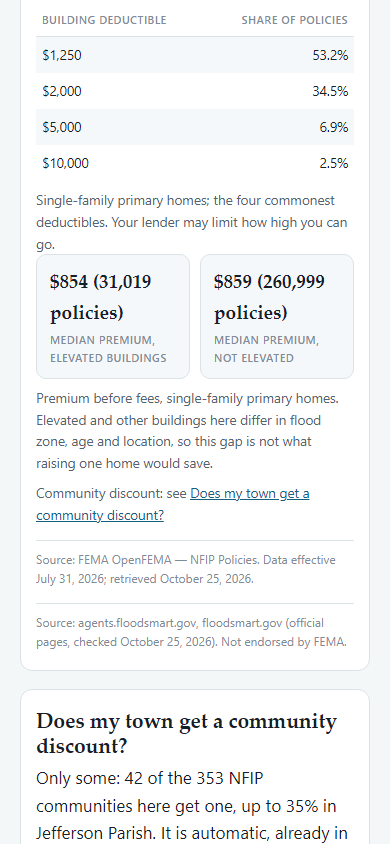 BUILDING DEDUCTIBLE SHARE OF POLICIES
$1,250 53.2%
$2,000 34.5%
$5,000 6.9%
$10,000 2.5%
Single-family primary homes; the four commonest
deductibles. Your lender may limit how high you can
go.
$854 (31,019
policies)
MEDIAN PREMIUM,
ELEVATED BUILDINGS
$859 (260,999
policies)
MEDIAN PREMIUM,
NOT ELEVATED
Premium before fees, single-family primary homes.
Elevated and other buildings here differ in flood
zone, age and location, so this gap is not what
raising one home would save.
Community discount: see Does my town get a
community discount?
Source: FEMA OpenFEMA — NFIP Policies. Data effective
July 31, 2026; retrieved October 25, 2026.
Source: agents.floodsmart.gov, floodsmart.gov (official
pages, checked October 25, 2026). Not endorsed by FEMA.
Does my town get a community
discount?
Only some: 42 of the 353 NFIP
communities here get one, up to 35% in
Jefferson Parish. It is automatic, already in